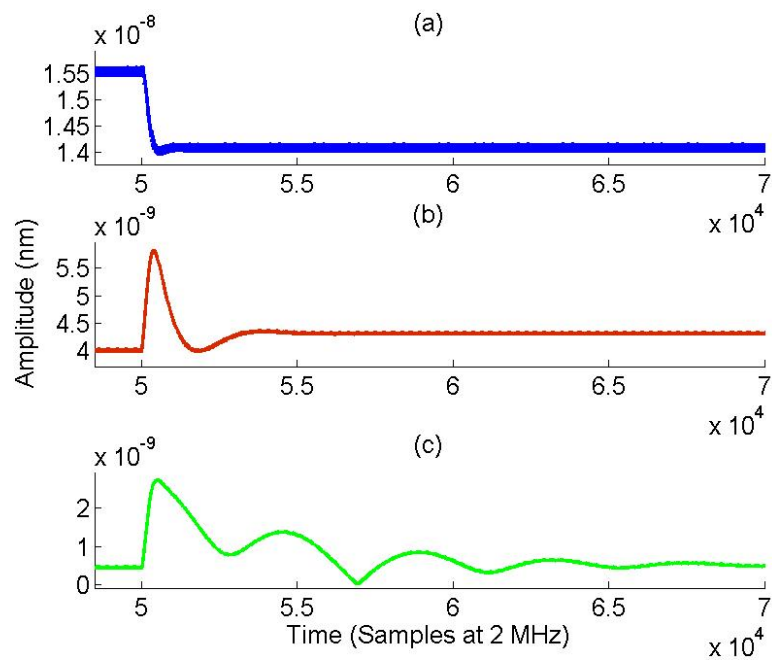 (a)
x 10^-8
1.55
1.5
1.45
1.4
5 5.5 6 6.5 7
x 10^4
(b)
x 10^-9
5.5
5
4.5
4
5 5.5 6 6.5 7
x 10^4
(c)
x 10^-9
2
1
0
5 5.5 6 6.5 7
x 10^4
Amplitude (nm)
Time (Samples at 2 MHz)